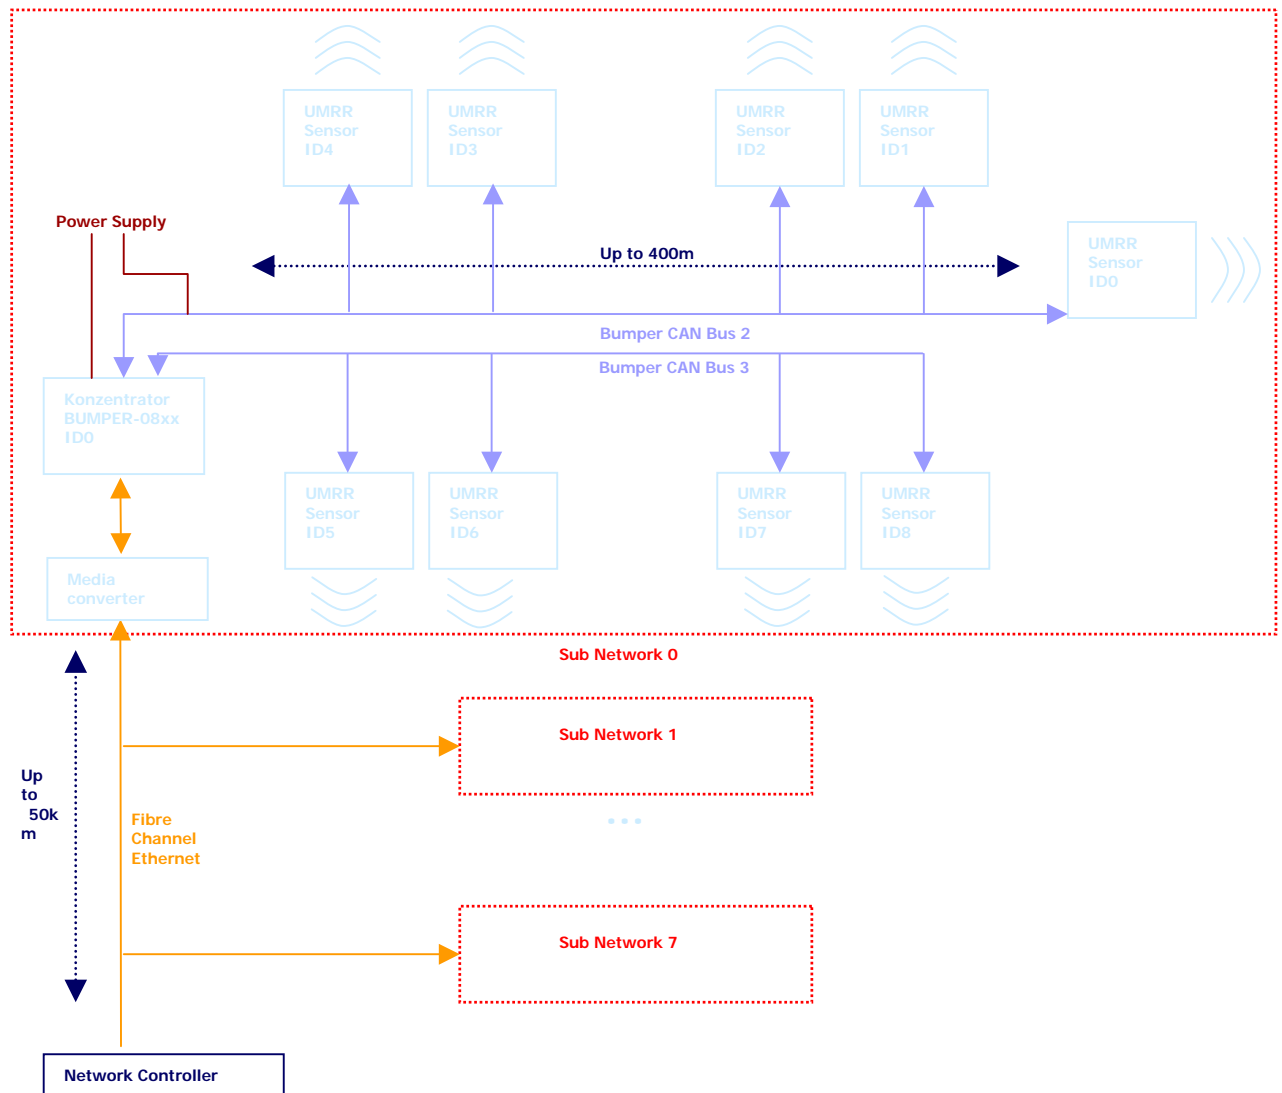 UMRR
Sensor
ID4
UMRR
Sensor
ID3
UMRR
Sensor
ID2
UMRR
Sensor
ID1
Power Supply
Up to 400m
UMRR
Sensor
ID0
Bumper CAN Bus 2
Bumper CAN Bus 3
Konzentrator
BUMPER-08xx
ID0
UMRR
Sensor
ID5
UMRR
Sensor
ID6
UMRR
Sensor
ID7
UMRR
Sensor
ID8
Media
converter
Sub Network 0
Sub Network 1
Up
to
50k
m
Fibre
Channel
Ethernet
...
Sub Network 7
Network Controller